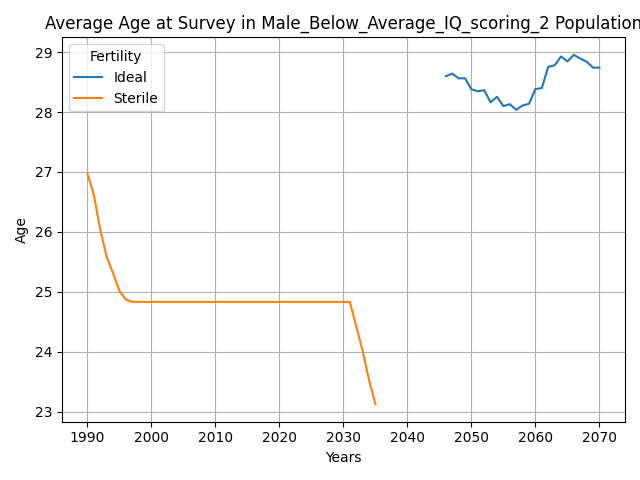 Average Age at Survey in Male_Below_Average_IQ_scoring_2 Population
Fertility
Ideal
Sterile
29
28
27
26
25
24
23
Age
1990 2000 2010 2020 2030 2040 2050 2060 2070
Years